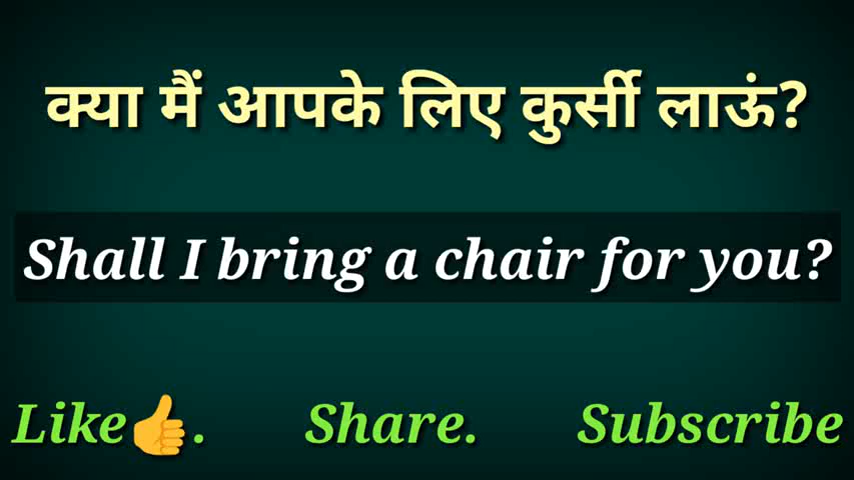 क्या मैं आपके लिए कुर्सी लाऊं?
Shall I bring a chair for you?
Like👍. Share. Subscribe